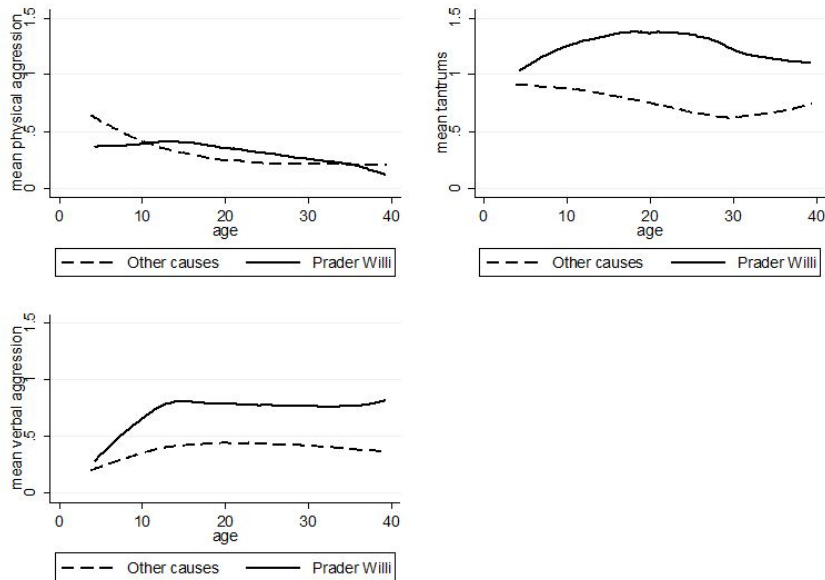 mean physical aggression
0 .5 1 1.5
0 10 20 30 40
age
Other causes Prader Willi
mean tantrums
0 .5 1 1.5
0 10 20 30 40
age
Other causes Prader Willi
mean verbal aggression
0 .5 1 1.5
0 10 20 30 40
age
Other causes Prader Willi